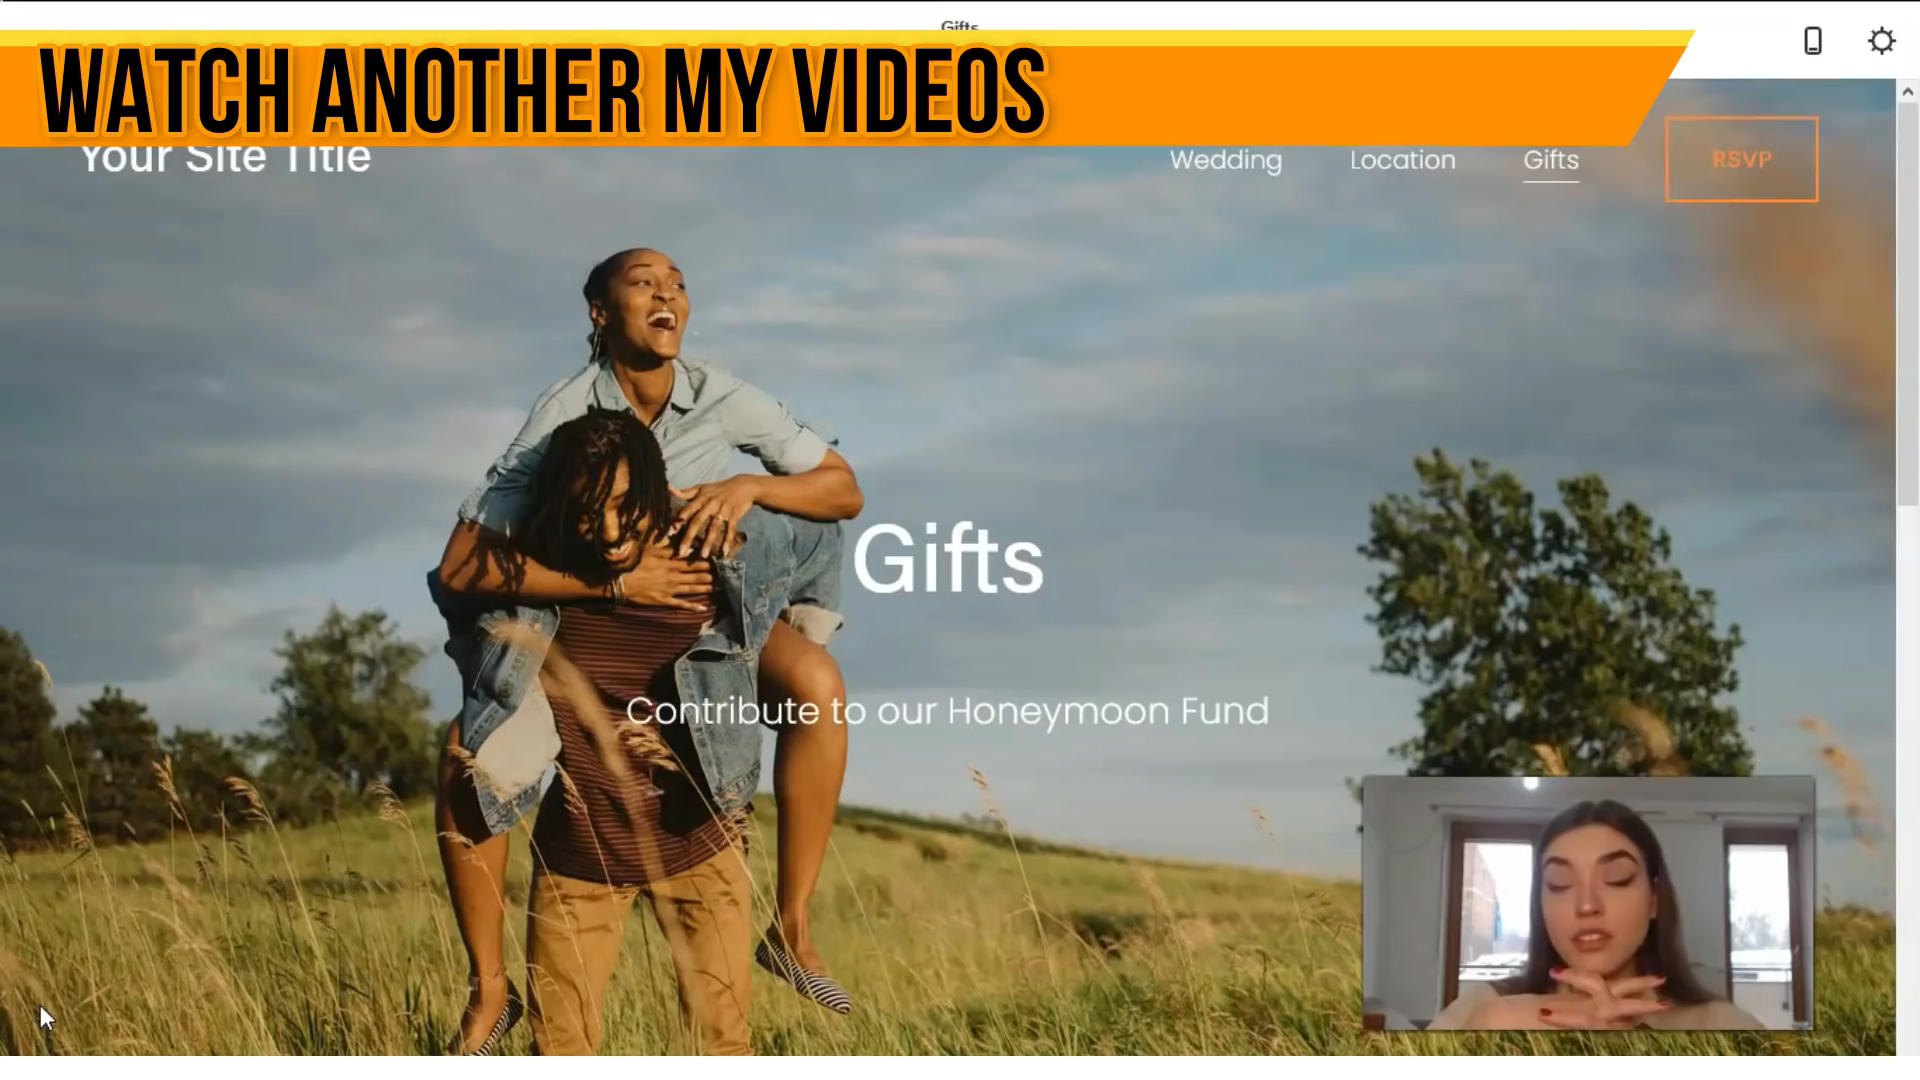 Gifts
WATCH ANOTHER MY VIDEOS
Your Site Title
Wedding
Location
Gifts
RSVP
Gifts
Contribute to our Honeymoon Fund